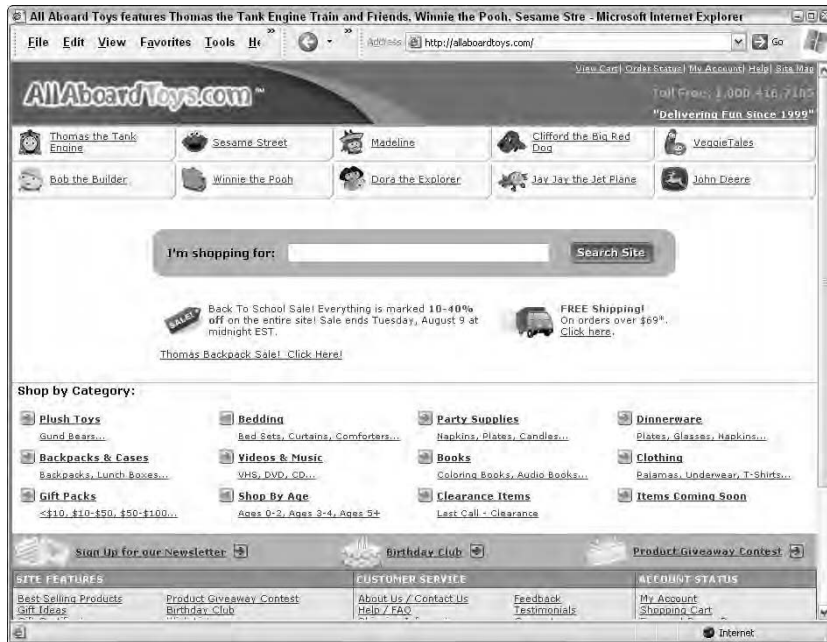 All Aboard Toys features Thomas the Tank Engine Train and Friends, Winnie the Pooh, Sesame Stre - Microsoft Internet Explorer
File Edit View Favorites Tools He » » Address http://allaboardtoys.com/ Go
View Cart| Order Status| My Account| Help| Site Map
AllAboardToys.com™
Toll Free: 1.800.416.7155
"Delivering Fun Since 1999"
Thomas the Tank Engine Sesame Street Madeline Clifford the Big Red Dog VeggieTales
Bob the Builder Winnie the Pooh Dora the Explorer Jay Jay the Jet Plane John Deere
I'm shopping for: Search Site
SALE!
Back To School Sale! Everything is marked 10-40%
off on the entire site! Sale ends Tuesday, August 9 at
midnight EST.
FREE Shipping!
On orders over $69*.
Click here.
Thomas Backpack Sale! Click Here!
Shop by Category:
Plush Toys Bedding Party Supplies Dinnerware
Gund Bears... Bed Sets, Curtains, Comforters... Napkins, Plates, Candles... Plates, Glasses, Napkins...
Backpacks & Cases Videos & Music Books Clothing
Backpacks, Lunch Boxes... VHS, DVD, CD... Coloring Books, Audio Books... Pajamas, Underwear, T-Shirts...
Gift Packs Shop By Age Clearance Items Items Coming Soon
<$10, $10-$50, $50-$100... Ages 0-2, Ages 3-4, Ages 5+ Last Call - Clearance
Sign Up for our Newsletter Birthday Club Product Giveaway Contest
SITE FEATURES CUSTOMER SERVICE ACCOUNT STATUS
Best Selling Products Product Giveaway Contest About Us / Contact Us Feedback My Account
Gift Ideas Birthday Club Help / FAQ Testimonials Shopping Cart
Internet